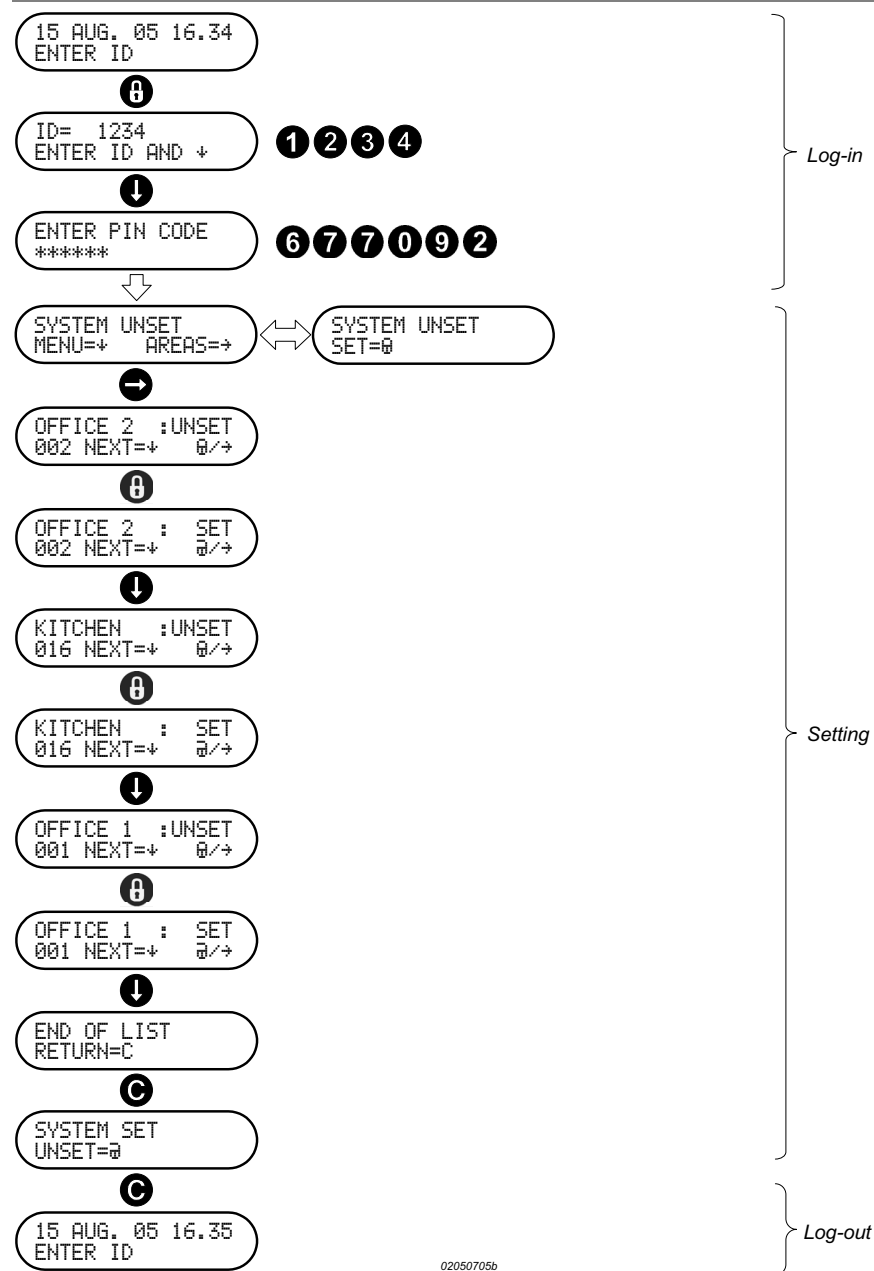 15 AUG. 05 16.34
ENTER ID
ID= 1234
ENTER ID AND ↓
1 2 3 4
Log-in
ENTER PIN CODE
******
6 7 7 0 9 2
SYSTEM UNSET
MENU=↓ AREAS=→
SYSTEM UNSET
SET=🔒
OFFICE 2 :UNSET
002 NEXT=↓ 🔒/→
OFFICE 2 : SET
002 NEXT=↓ 🔓/→
KITCHEN :UNSET
016 NEXT=↓ 🔒/→
KITCHEN : SET
016 NEXT=↓ 🔓/→
Setting
OFFICE 1 :UNSET
001 NEXT=↓ 🔒/→
OFFICE 1 : SET
001 NEXT=↓ 🔓/→
END OF LIST
RETURN=C
C
SYSTEM SET
UNSET=🔓
C
15 AUG. 05 16.35
ENTER ID
Log-out
02050705b